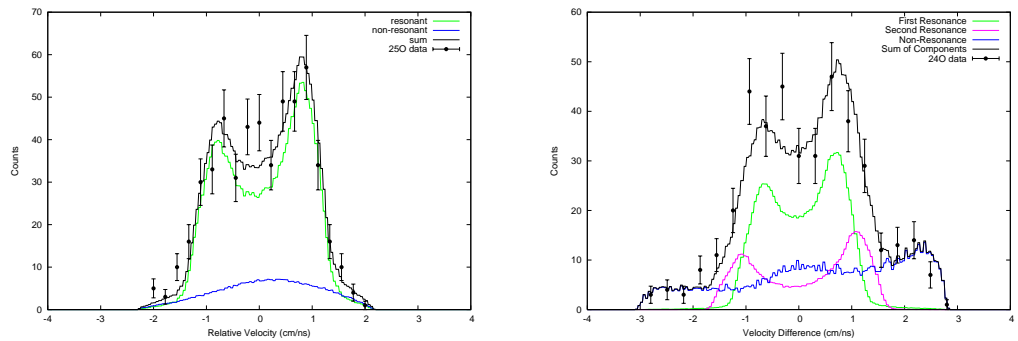 70
60
50
40
30
20
10
0
-4
-3
-2
-1
0
1
2
3
4
Counts
Relative Velocity (cm/ns)
resonant
non-resonant
sum
25O data
60
50
40
30
20
10
0
-4
-3
-2
-1
0
1
2
3
4
Counts
Velocity Difference (cm/ns)
First Resonance
Second Resonance
Non-Resonance
Sum of Components
24O data